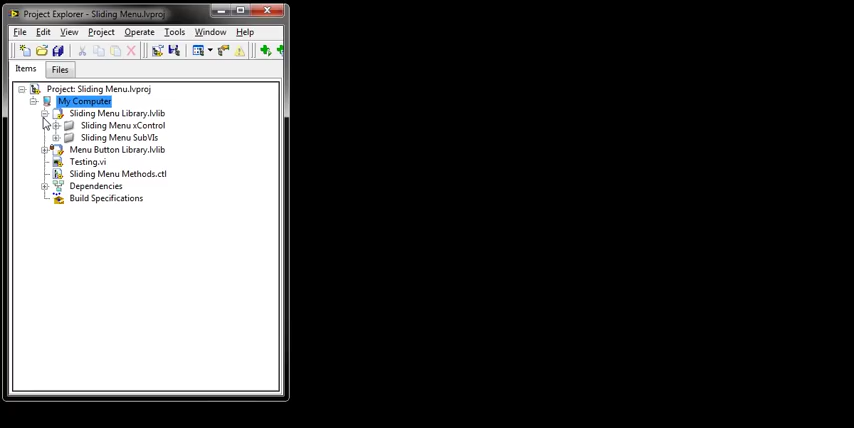 Project Explorer - Sliding Menu.lvproj
File Edit View Project Operate Tools Window Help
Items Files
Project: Sliding Menu.lvproj
My Computer
Sliding Menu Library.lvlib
Sliding Menu xControl
Sliding Menu SubVIs
Menu Button Library.lvlib
Testing.vi
Sliding Menu Methods.ctl
Dependencies
Build Specifications